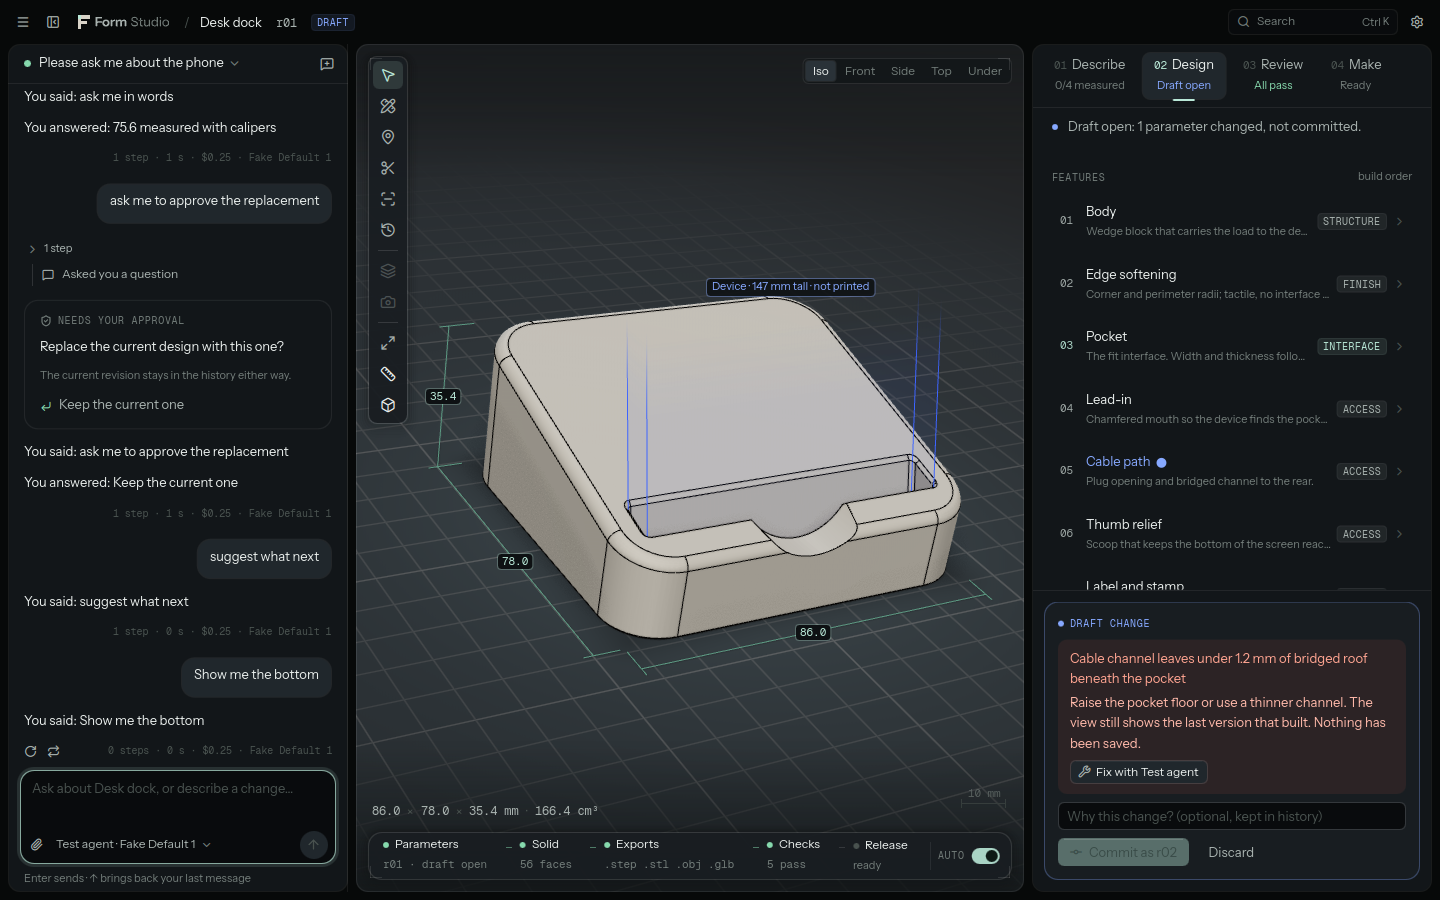 Form Studio / Desk dock r01 DRAFT
Search Ctrl K
Please ask me about the phone
You said: ask me in words
You answered: 75.6 measured with calipers
1 step · 1 s · $0.25 · Fake Default 1
ask me to approve the replacement
1 step
Asked you a question
NEEDS YOUR APPROVAL
Replace the current design with this one?
The current revision stays in the history either way.
Keep the current one
You said: ask me to approve the replacement
You answered: Keep the current one
1 step · 1 s · $0.25 · Fake Default 1
suggest what next
You said: suggest what next
1 step · 0 s · $0.25 · Fake Default 1
Show me the bottom
You said: Show me the bottom
0 steps · 0 s · $0.25 · Fake Default 1
Ask about Desk dock, or describe a change...
Test agent · Fake Default 1
Enter sends · ↑ brings back your last message
Iso Front Side Top Under
Device · 147 mm tall · not printed
35.4
78.0
86.0
10 mm
86.0 × 78.0 × 35.4 mm · 166.4 cm³
Parameters
r01 · draft open
Solid
56 faces
Exports
.step .stl .obj .glb
Checks
5 pass
Release
ready
AUTO
01 Describe
0/4 measured
02 Design
Draft open
03 Review
All pass
04 Make
Ready
Draft open: 1 parameter changed, not committed.
FEATURES build order
01 Body
Wedge block that carries the load to the de...
STRUCTURE
02 Edge softening
Corner and perimeter radii; tactile, no interface ...
FINISH
03 Pocket
The fit interface. Width and thickness follo...
INTERFACE
04 Lead-in
Chamfered mouth so the device finds the pock...
ACCESS
05 Cable path
Plug opening and bridged channel to the rear.
ACCESS
06 Thumb relief
Scoop that keeps the bottom of the screen reac...
ACCESS
Label and stamp
DRAFT CHANGE
Cable channel leaves under 1.2 mm of bridged roof
beneath the pocket
Raise the pocket floor or use a thinner channel. The
view still shows the last version that built. Nothing has
been saved.
Fix with Test agent
Why this change? (optional, kept in history)
Commit as r02
Discard